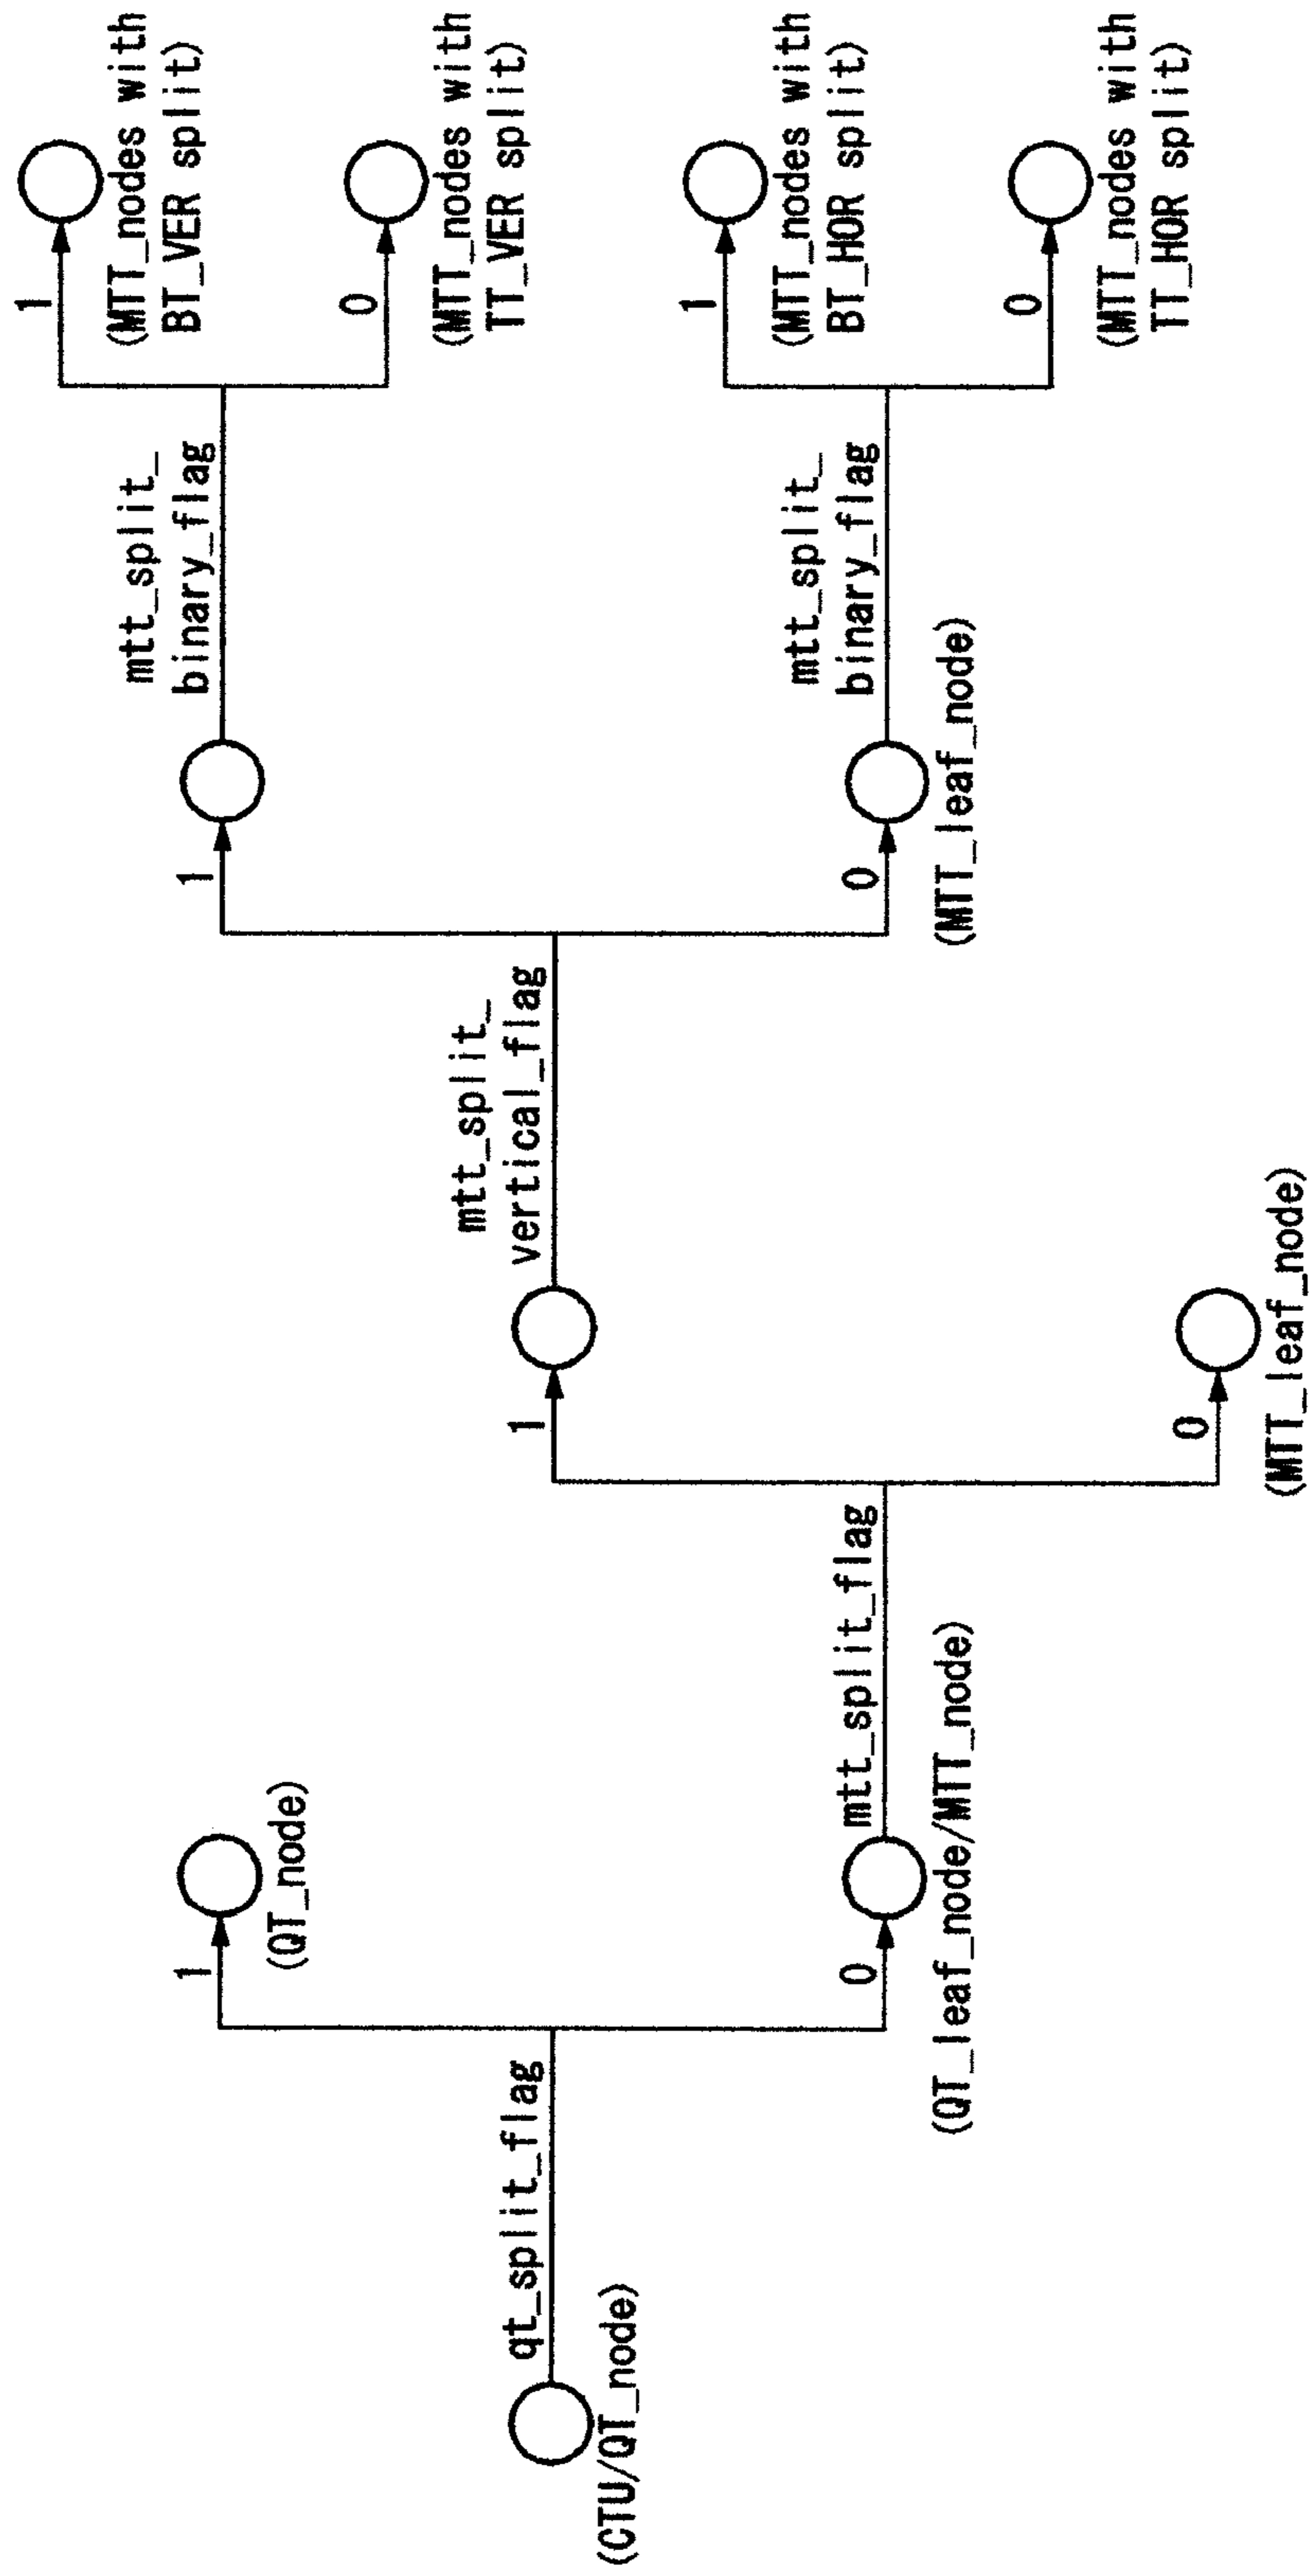 (CTU/QT_node)
qt_split_flag
1
(QT_node)
0
(QT_leaf_node/MTT_node)
mtt_split_flag
1
0
(MTT_leaf_node)
mtt_split_
vertical_flag
1
0
(MTT_leaf_node)
mtt_split_
binary_flag
1
(MTT_nodes with
BT_VER split)
0
(MTT_nodes with
TT_VER split)
mtt_split_
binary_flag
1
(MTT_nodes with
BT_HOR split)
0
(MTT_nodes with
TT_HOR split)